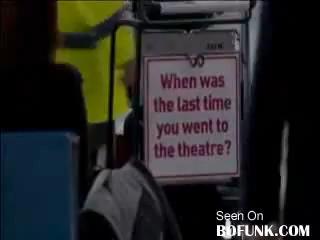 When was
the last time
you went to
the theatre?
Seen On
BOFUNK.COM